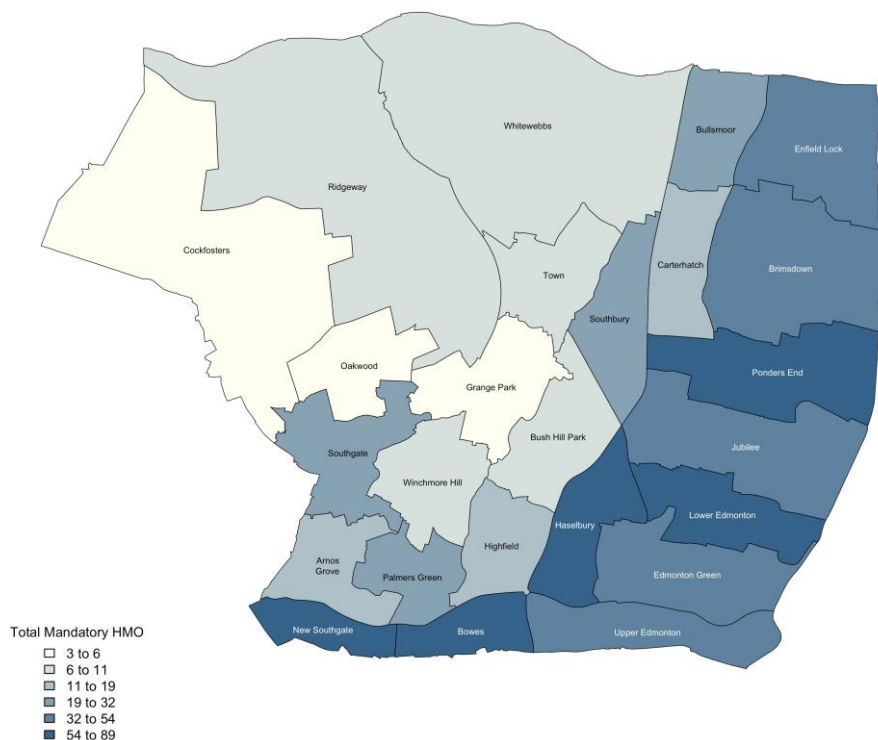 Whitewebbs
Bullsmoor
Enfield Lock
Ridgeway
Cockfosters
Town
Carterhatch
Brimsdown
Southbury
Oakwood
Grange Park
Ponders End
Bush Hill Park
Jubilee
Southgate
Winchmore Hill
Lower Edmonton
Haselbury
Arnos
Grove
Highfield
Palmers Green
Edmonton Green
New Southgate
Bowes
Upper Edmonton
Total Mandatory HMO
3 to 6
6 to 11
11 to 19
19 to 32
32 to 54
54 to 89